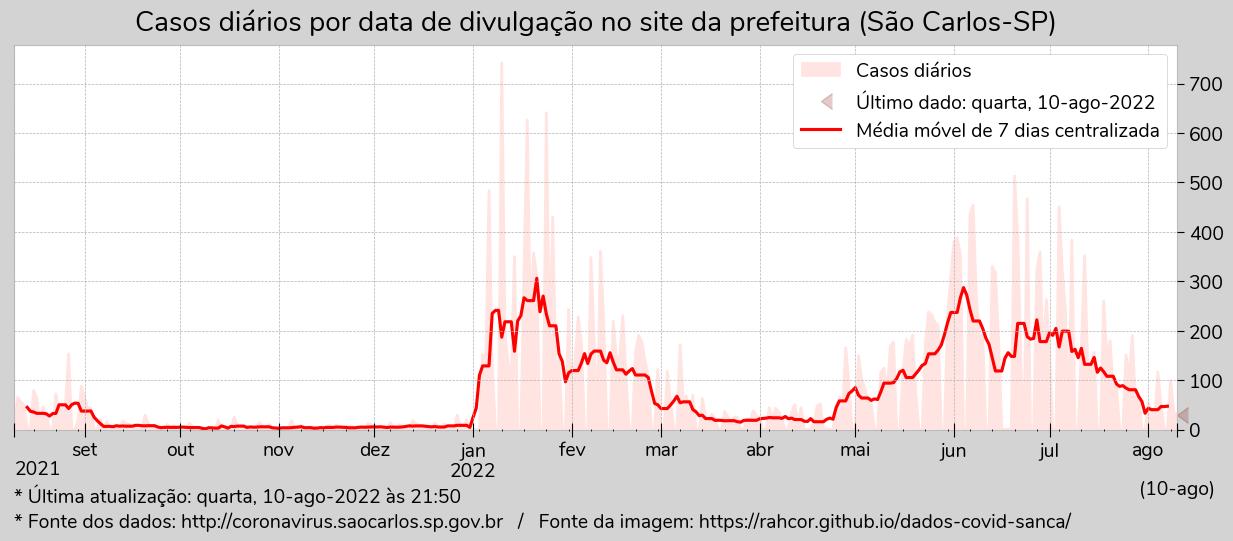 Casos diários por data de divulgação no site da prefeitura (São Carlos-SP)
Casos diários
Último dado: quarta, 10-ago-2022
Média móvel de 7 dias centralizada
700
600
500
400
300
200
100
0
set out nov dez jan fev mar abr mai jun jul ago
2021 2022
(10-ago)
* Última atualização: quarta, 10-ago-2022 às 21:50
* Fonte dos dados: http://coronavirus.saocarlos.sp.gov.br / Fonte da imagem: https://rahcor.github.io/dados-covid-sanca/